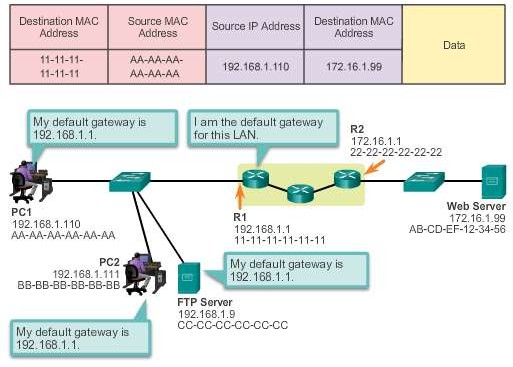 Destination MAC
Address
Source MAC
Address
Source IP Address
Destination MAC
Address
Data
11-11-11-
11-11-11
AA-AA-AA-
AA-AA-AA
192.168.1.110
172.16.1.99
My default gateway is
192.168.1.1.
I am the default gateway
for this LAN.
R2
172.16.1.1
22-22-22-22-22-22
PC1
192.168.1.110
AA-AA-AA-AA-AA-AA
R1
192.168.1.1
11-11-11-11-11-11
Web Server
172.16.1.99
AB-CD-EF-12-34-56
PC2
192.168.1.111
BB-BB-BB-BB-BB-BB
My default gateway is
192.168.1.1.
FTP Server
192.168.1.9
CC-CC-CC-CC-CC-CC
My default gateway is
192.168.1.1.